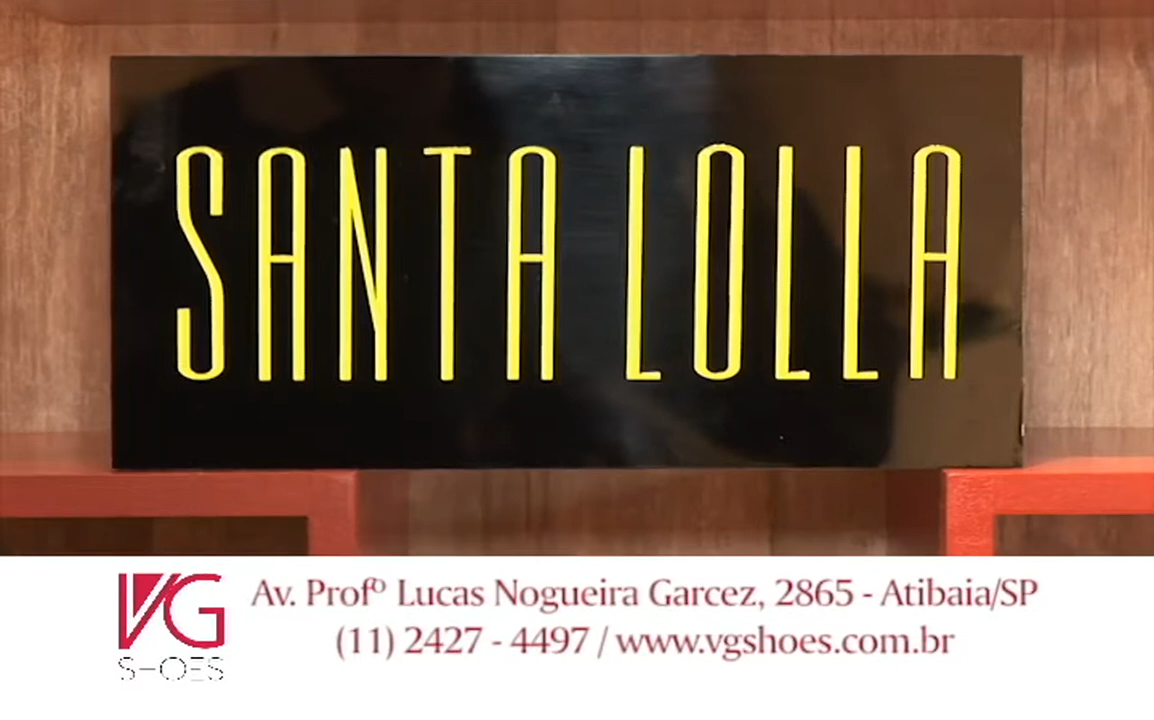 SANTA LOLLA
VG
SHOES
Av. Profº Lucas Nogueira Garcez, 2865 - Atibaia/SP
(11) 2427 - 4497 / www.vgshoes.com.br